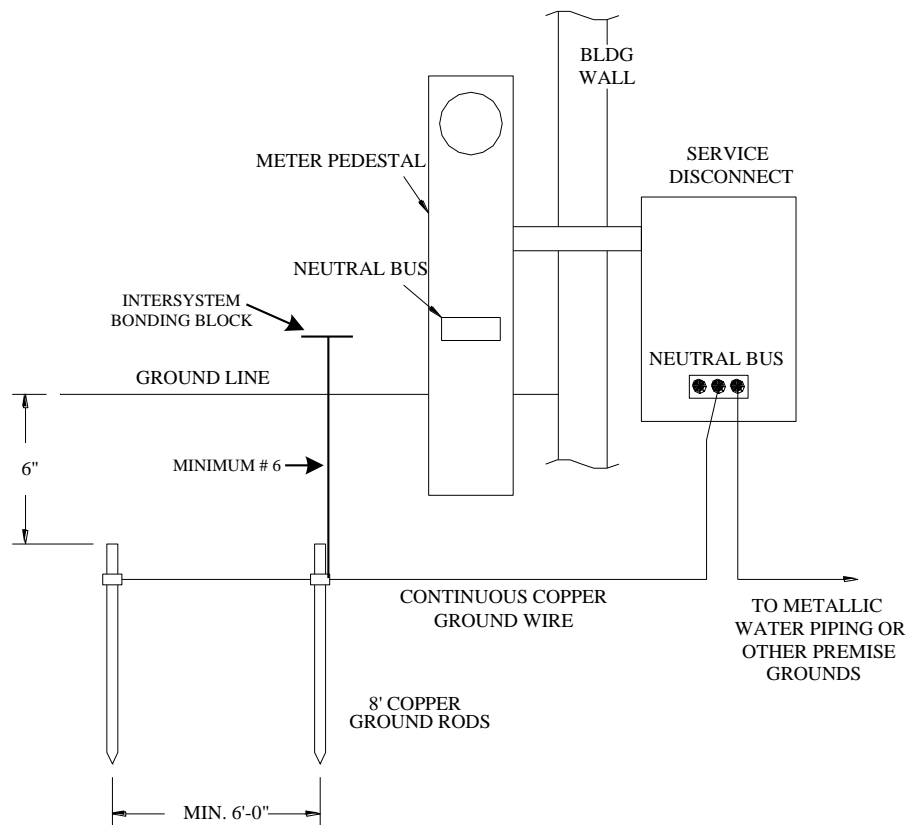 BLDG
WALL
METER PEDESTAL
SERVICE
DISCONNECT
NEUTRAL BUS
INTERSYSTEM
BONDING BLOCK
NEUTRAL BUS
GROUND LINE
6"
MINIMUM # 6
CONTINUOUS COPPER
GROUND WIRE
TO METALLIC
WATER PIPING OR
OTHER PREMISE
GROUNDS
8' COPPER
GROUND RODS
MIN. 6'-0"